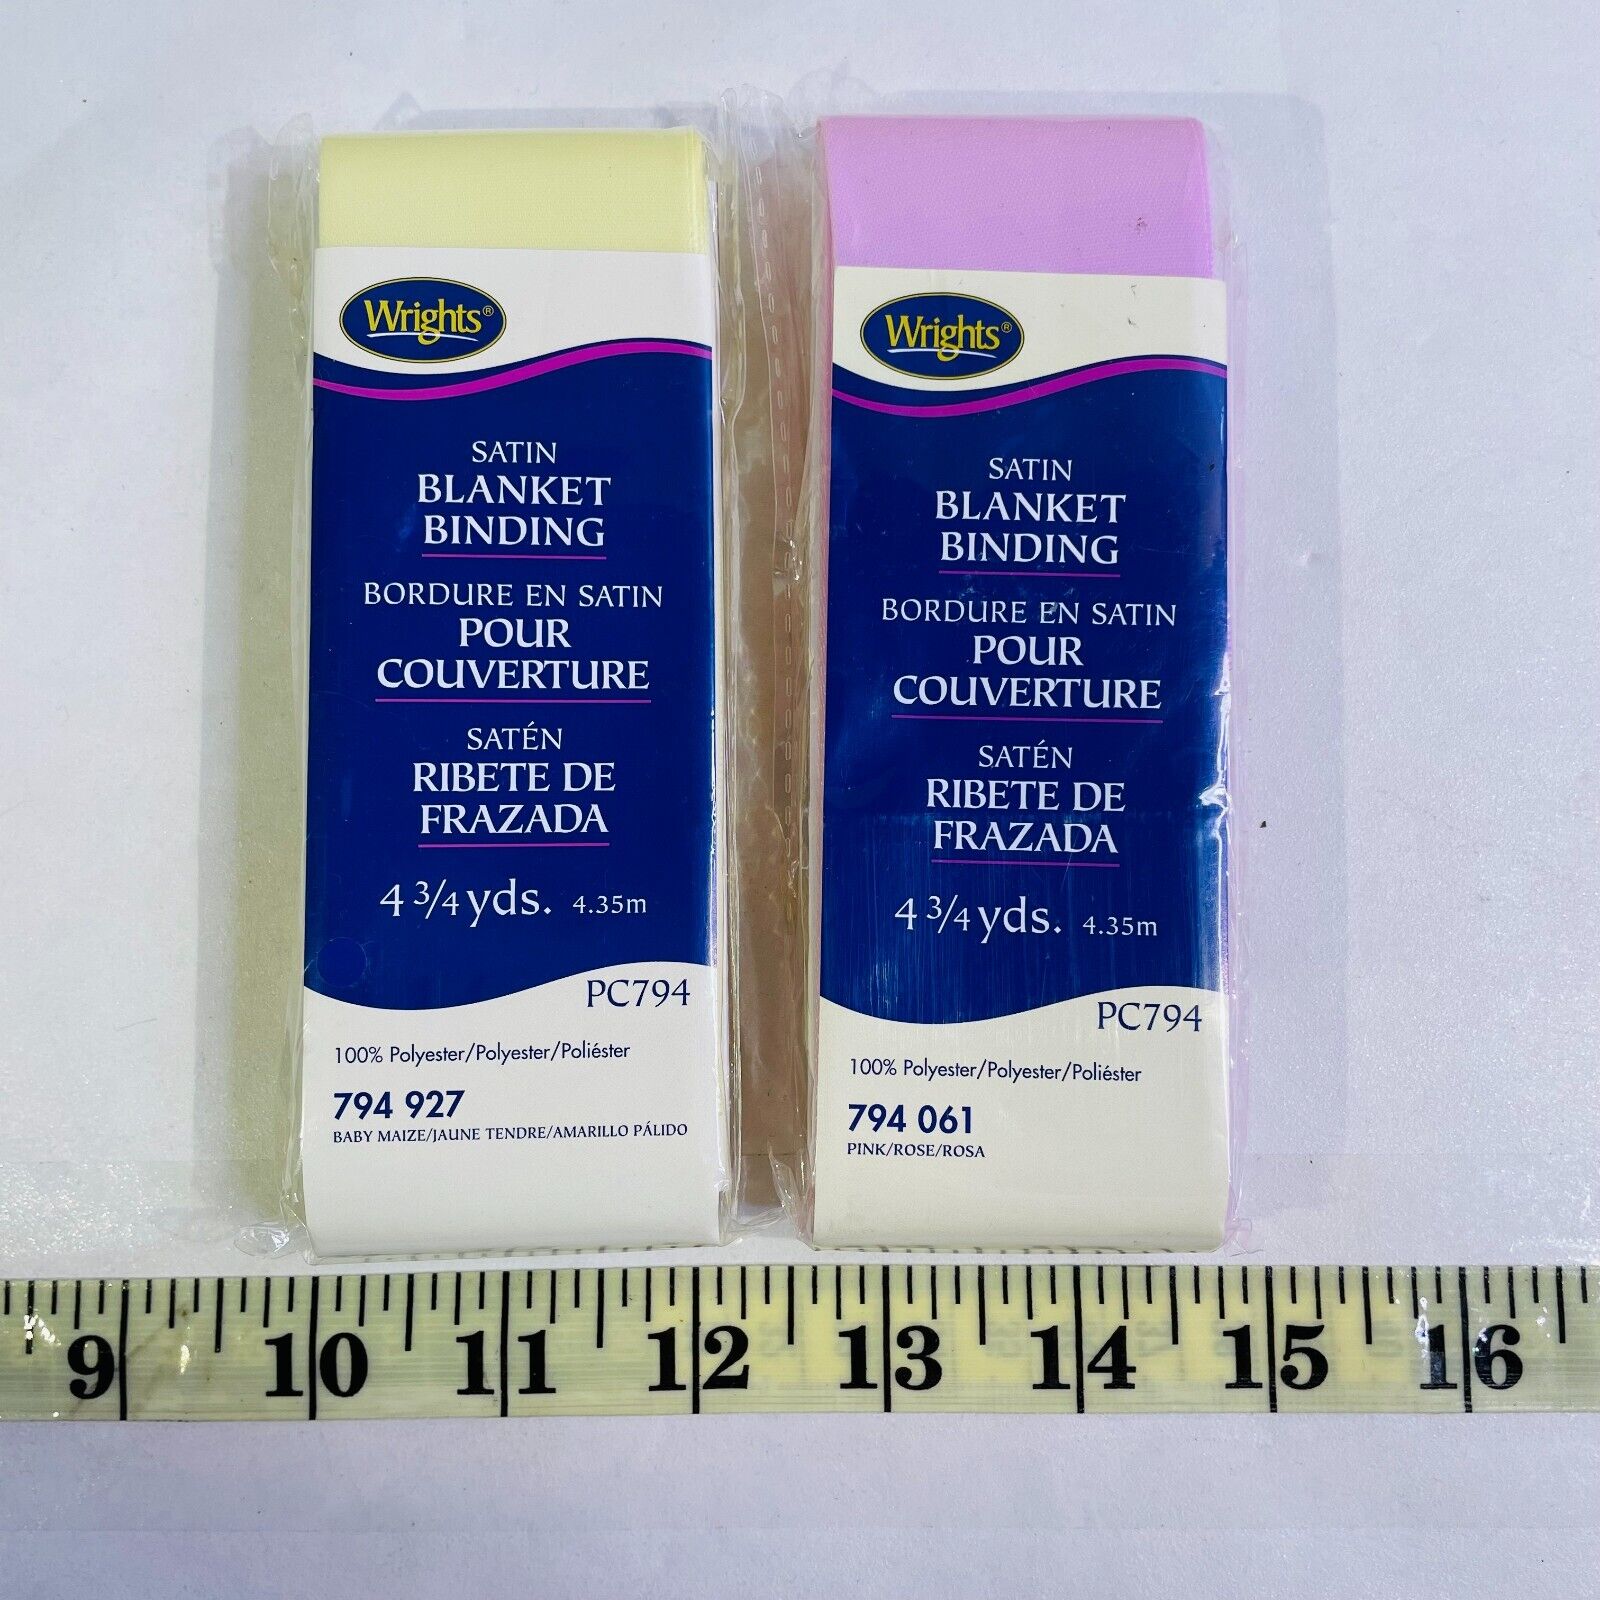 Wrights®
SATIN
BLANKET
BINDING
BORDURE EN SATIN
POUR
COUVERTURE
SATÉN
RIBETE DE
FRAZADA
4 3/4 yds. 4.35m
PC794
100% Polyester/Polyester/Poliéster
794 927
BABY MAIZE/JAUNE TENDRE/AMARILLO PÁLIDO
Wrights®
SATIN
BLANKET
BINDING
BORDURE EN SATIN
POUR
COUVERTURE
SATÉN
RIBETE DE
FRAZADA
4 3/4 yds. 4.35m
PC794
100% Polyester/Polyester/Poliéster
794 061
PINK/ROSE/ROSA
9 10 11 12 13 14 15 16